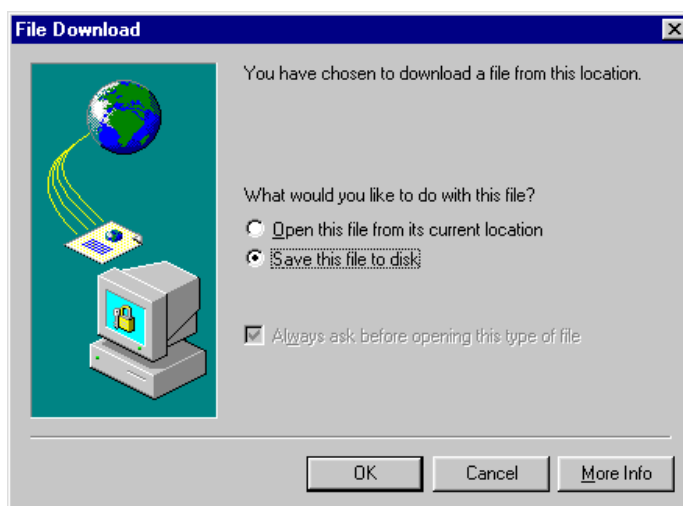 File Download
You have chosen to download a file from this location.
What would you like to do with this file?
Open this file from its current location
Save this file to disk
Always ask before opening this type of file
OK
Cancel
More Info